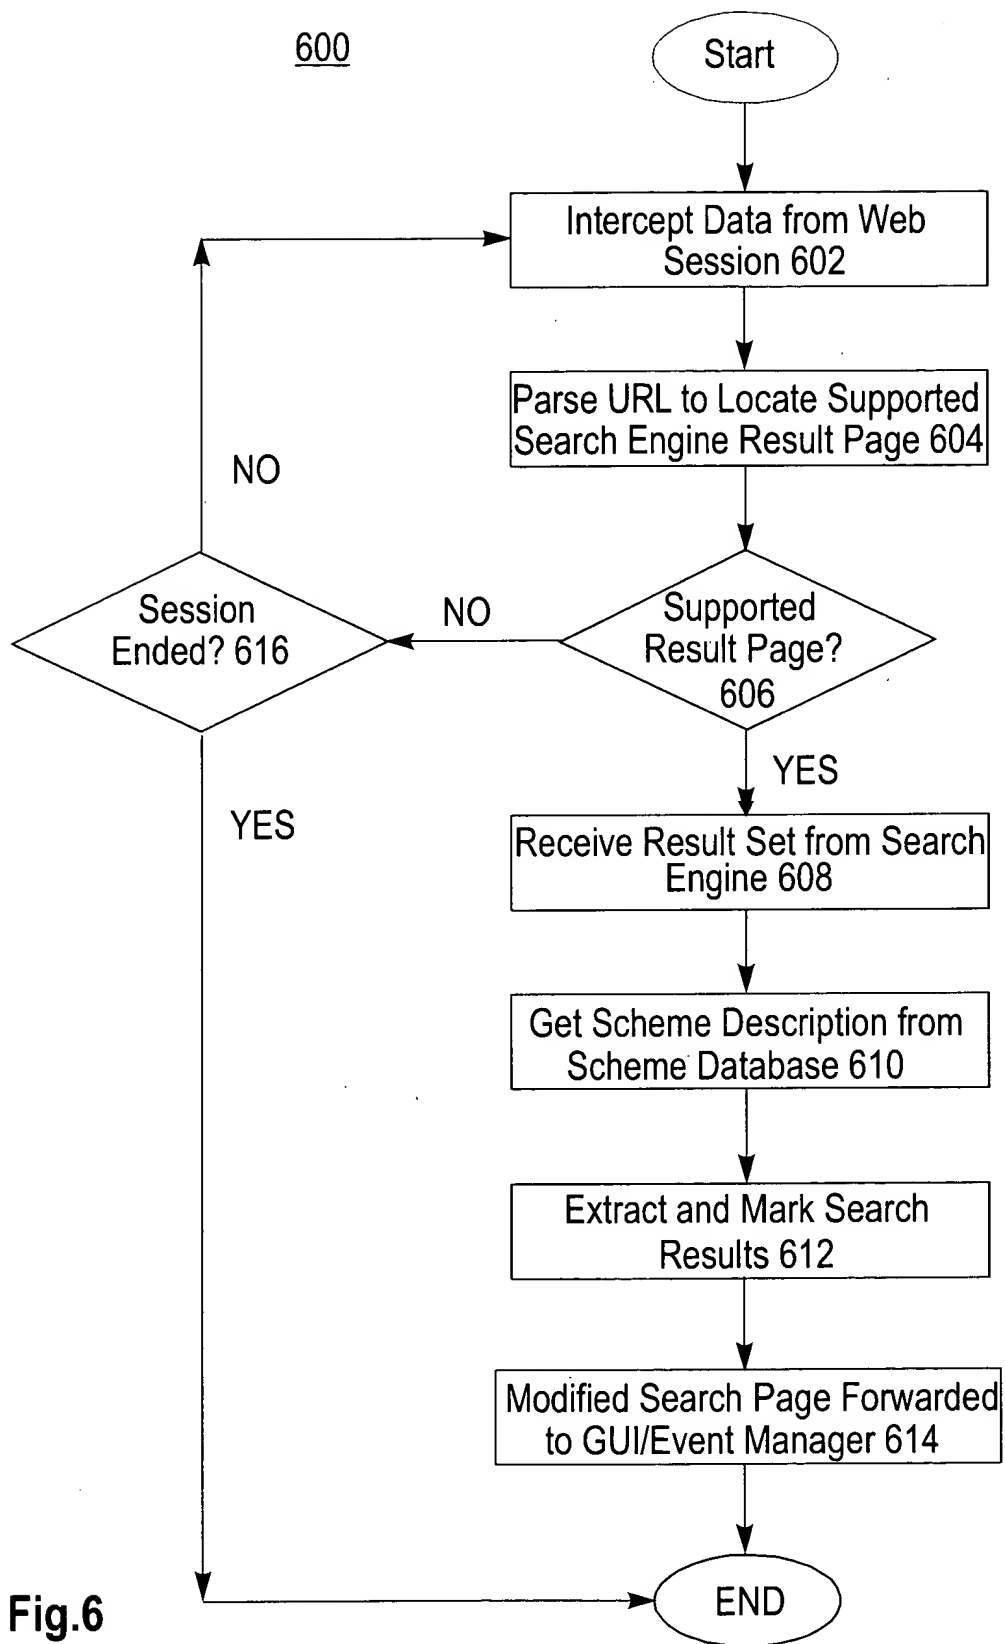 600
Start
Intercept Data from Web
Session 602
Parse URL to Locate Supported
Search Engine Result Page 604
NO
Session
Ended? 616
NO
Supported
Result Page?
606
YES
YES
Receive Result Set from Search
Engine 608
Get Scheme Description from
Scheme Database 610
Extract and Mark Search
Results 612
Modified Search Page Forwarded
to GUI/Event Manager 614
END
Fig.6